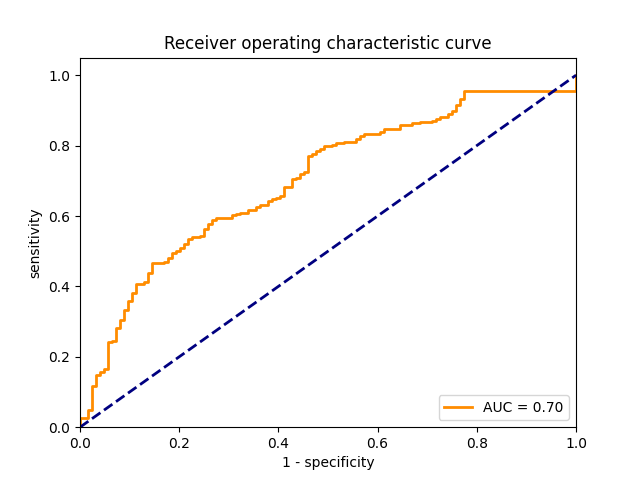 Receiver operating characteristic curve
1.0
0.8
0.6
0.4
0.2
0.0
sensitivity
AUC = 0.70
0.0 0.2 0.4 0.6 0.8 1.0
1 - specificity